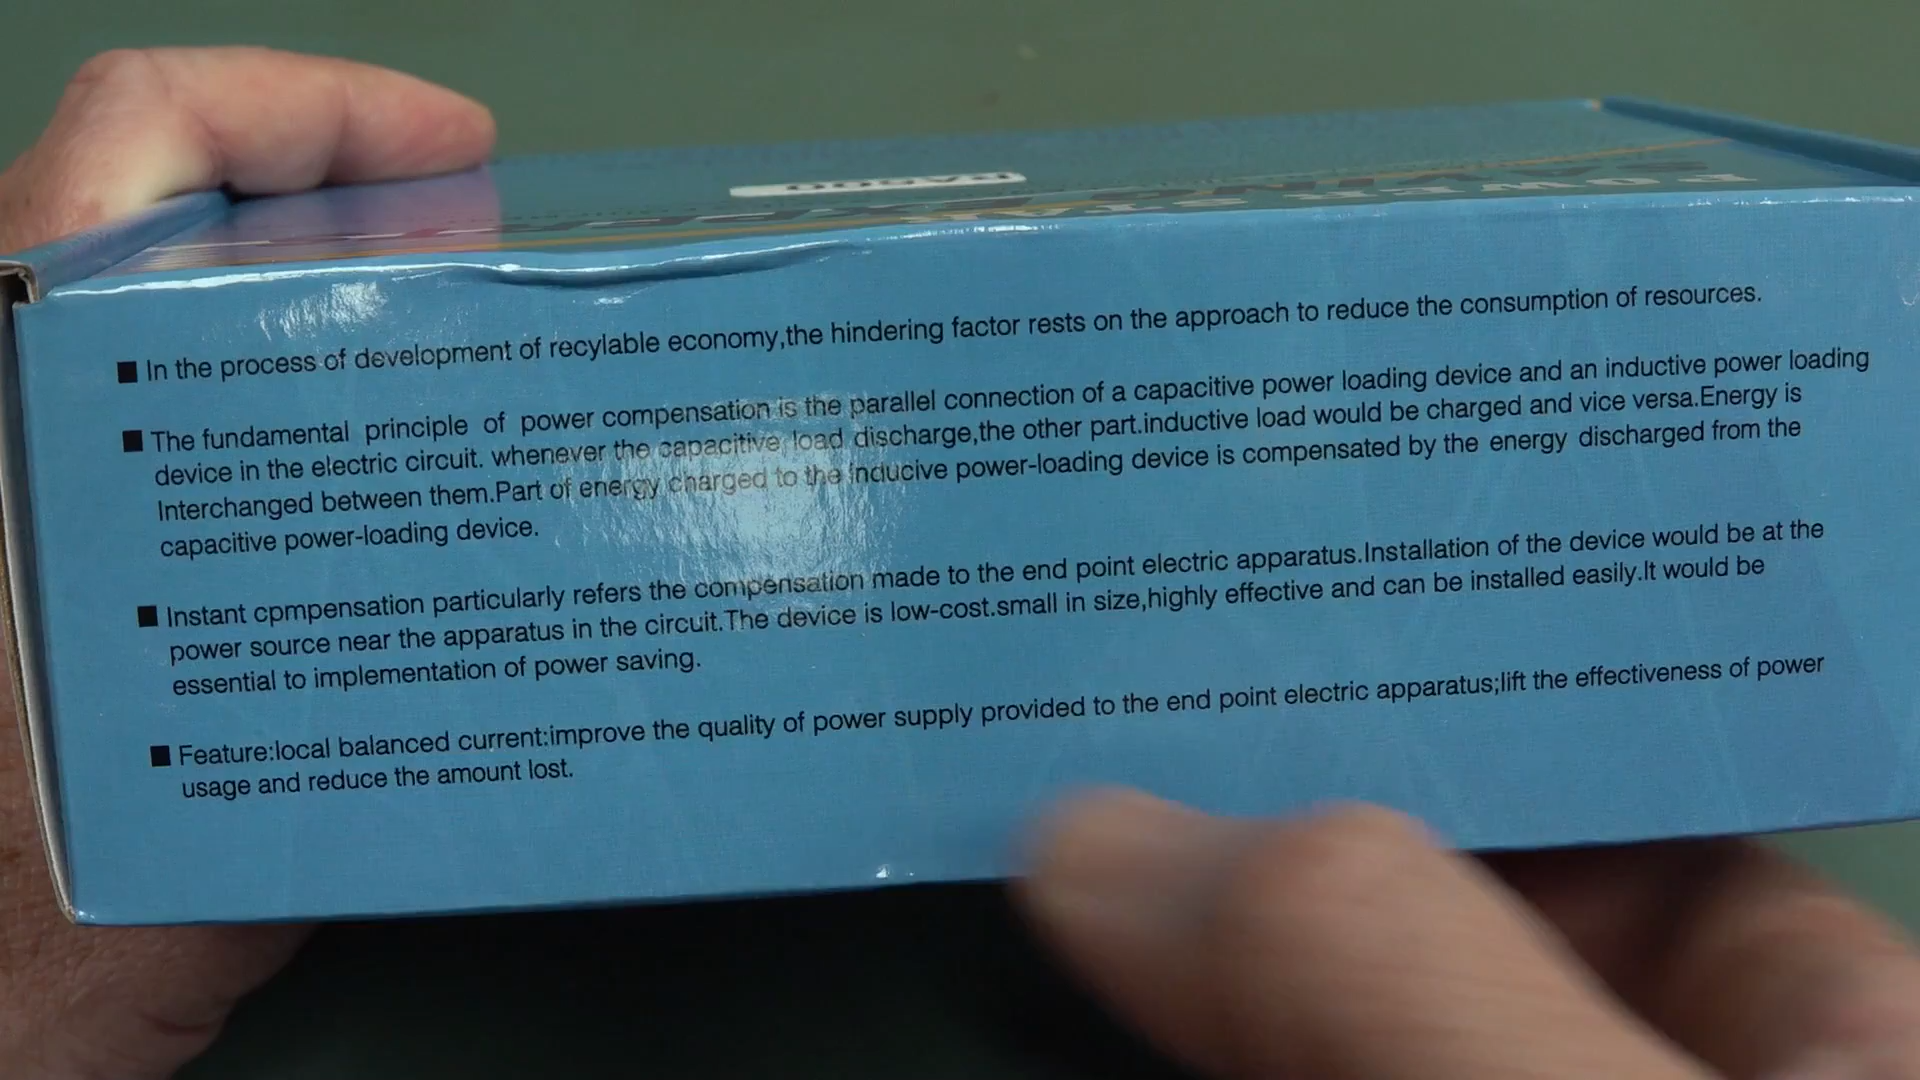 POWER STAR
SAVING EXPERT
■ In the process of development of recylable economy,the hindering factor rests on the approach to reduce the consumption of resources.
■ The fundamental principle of power compensation is the parallel connection of a capacitive power loading device and an inductive power loading
device in the electric circuit. whenever the capacitive load discharge,the other part.inductive load would be charged and vice versa.Energy is
Interchanged between them.Part of energy charged to the inducive power-loading device is compensated by the energy discharged from the
capacitive power-loading device.
■ Instant cpmpensation particularly refers the compensation made to the end point electric apparatus.Installation of the device would be at the
power source near the apparatus in the circuit.The device is low-cost.small in size,highly effective and can be installed easily.It would be
essential to implementation of power saving.
■ Feature:local balanced current:improve the quality of power supply provided to the end point electric apparatus;lift the effectiveness of power
usage and reduce the amount lost.